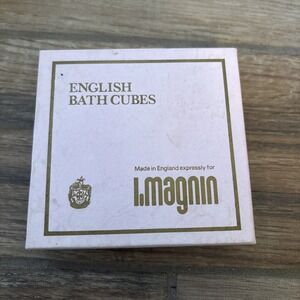 ENGLISH
BATH CUBES
Made in England expressly for
I.magnin